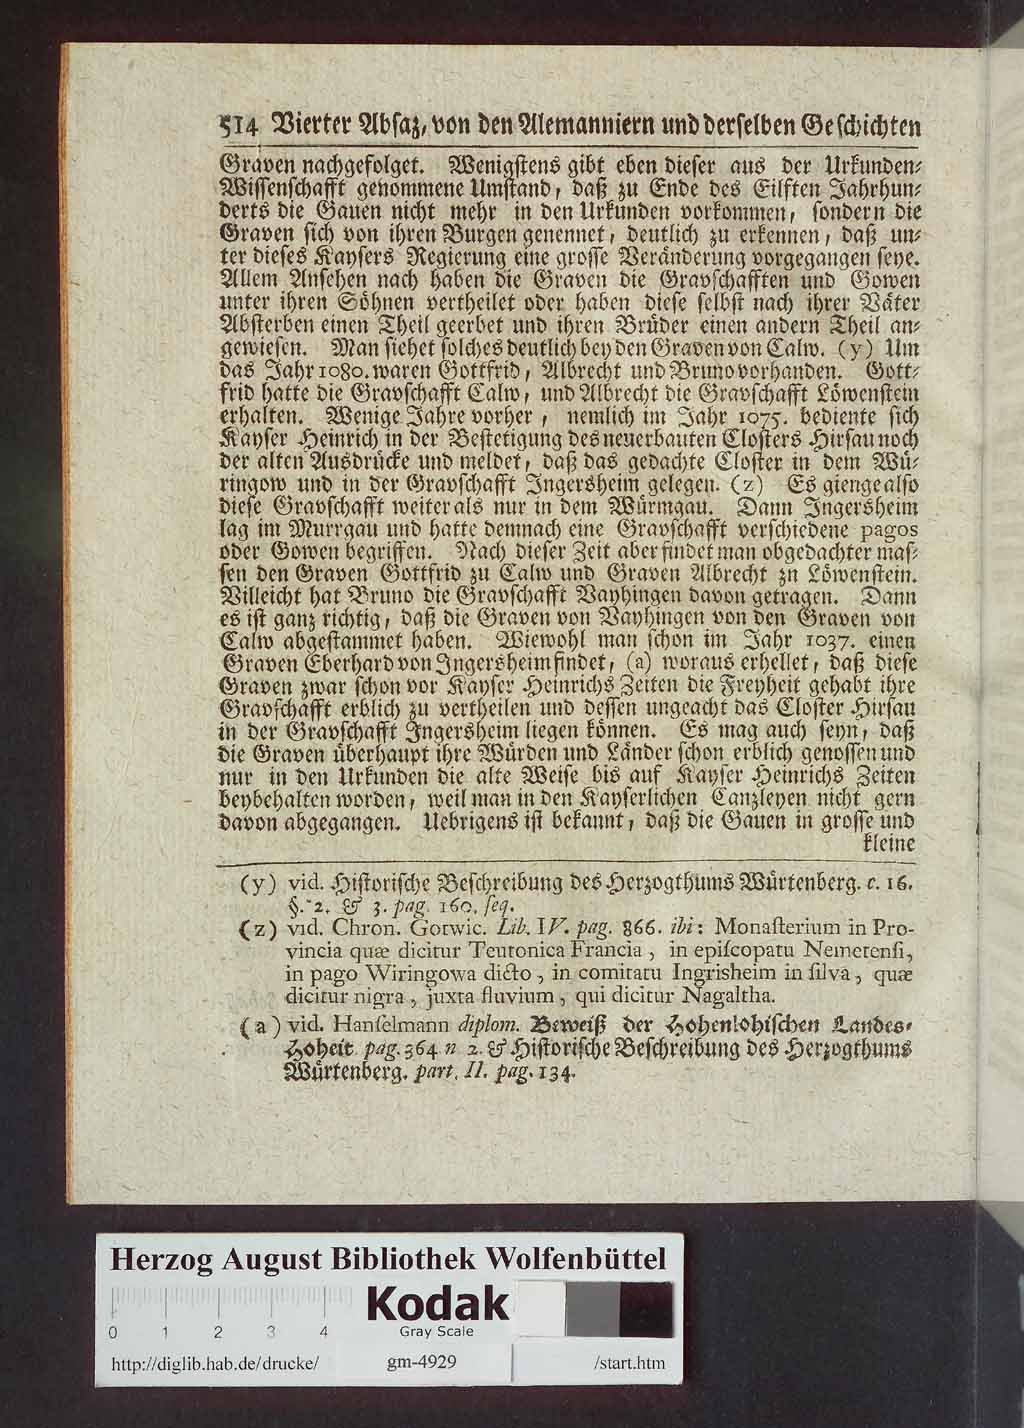 514 Vierter Absaz, von den Alemanniern und derselben Geschichten
Graven nachgefolget. Wenigstens gibt eben dieser aus der Urkunden-
Wissenschafft genommene Umstand, daß zu Ende des Eilften Jahrhun-
derts die Gauen nicht mehr in den Urkunden vorkommen, sondern die
Graven sich von ihren Burgen genennet, deutlich zu erkennen, daß un-
ter dieses Kaysers Regierung eine grosse Veränderung vorgegangen seye.
Allem Ansehen nach haben die Graven die Gravschafften und Gowen
unter ihren Söhnen vertheilet oder haben diese selbst nach ihrer Väter
Absterben einen Theil geerbet und ihren Brüder einen andern Theil an-
gewiesen. Man siehet solches deutlich bey den Graven von Calw. (y) Um
das Jahr 1080. waren Gottfrid, Albrecht und Bruno vorhanden. Gott-
frid hatte die Gravschafft Calw, und Albrecht die Gravschafft Löwenstein
erhalten. Wenige Jahre vorher, nemlich im Jahr 1075. bediente sich
Kayser Heinrich in der Bestetigung des neuerbauten Closters Hirsau noch
der alten Ausdrücke und meldet, daß das gedachte Closter in dem Wü-
ringow und in der Gravschafft Ingersheim gelegen. (z) Es gienge also
diese Gravschafft weiter als nur in dem Würmgau. Dann Ingersheim
lag im Murrgau und hatte demnach eine Gravschafft verschiedene pagos
oder Gowen begriffen. Nach dieser Zeit aber findet man obgedachter mas-
sen den Graven Gottfrid zu Calw und Graven Albrecht zu Löwenstein.
Villeicht hat Bruno die Gravschafft Vayhingen davon getragen. Dann
es ist ganz richtig, daß die Graven von Vayhingen von den Graven von
Calw abgestammet haben. Wiewohl man schon im Jahr 1037. einen
Graven Eberhard von Ingersheim findet, (a) woraus erhellet, daß diese
Graven zwar schon vor Kayser Heinrichs Zeiten die Freyheit gehabt ihre
Gravschafft erblich zu vertheilen und dessen ungeacht das Closter Hirsau
in der Gravschafft Ingersheim liegen können. Es mag auch seyn, daß
die Graven überhaupt ihre Würden und Länder schon erblich genossen und
nur in den Urkunden die alte Weise bis auf Kayser Heinrichs Zeiten
beybehalten worden, weil man in den Kayserlichen Canzleyen nicht gern
davon abgegangen. Uebrigens ist bekannt, daß die Gauen in grosse und
kleine
(y) vid. Historische Beschreibung des Herzogthums Würtenberg. c. 16.
§. 2. & 3. pag. 160. seq.
(z) vid. Chron. Gotwic. Lib. IV. pag. 866. ibi: Monasterium in Pro-
vincia quæ dicitur Teutonica Francia, in episcopatu Nemetensi,
in pago Wiringowa dicto, in comitatu Ingrisheim in silva, quæ
dicitur nigra, juxta fluvium, qui dicitur Nagaltha.
(a) vid. Hanselmann diplom. Beweiß der Hohenlohischen Landes-
Hoheit pag. 364 n 2. & Historische Beschreibung des Herzogthums
Würtenberg. part. II. pag. 134.
Herzog August Bibliothek Wolfenbüttel
Kodak
0 1 2 3 4 Gray Scale
http://diglib.hab.de/drucke/ gm-4929 /start.htm